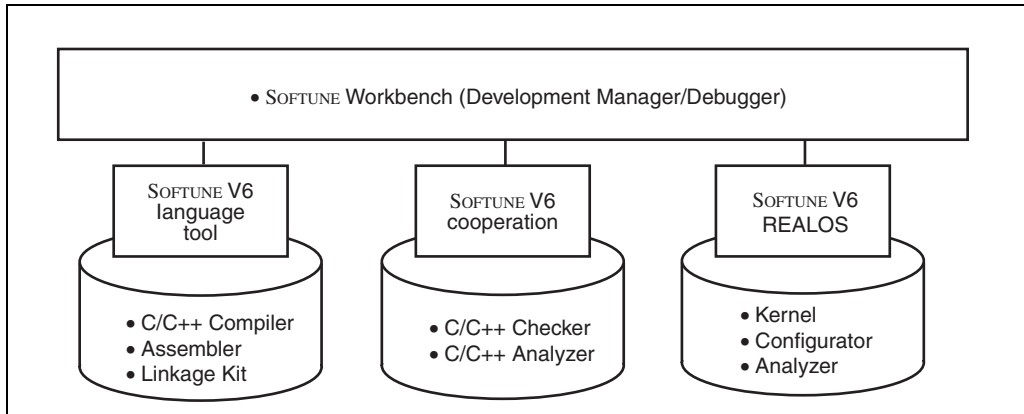 • SOFTUNE Workbench (Development Manager/Debugger)
SOFTUNE V6
language
tool
• C/C++ Compiler
• Assembler
• Linkage Kit
SOFTUNE V6
cooperation
• C/C++ Checker
• C/C++ Analyzer
SOFTUNE V6
REALOS
• Kernel
• Configurator
• Analyzer